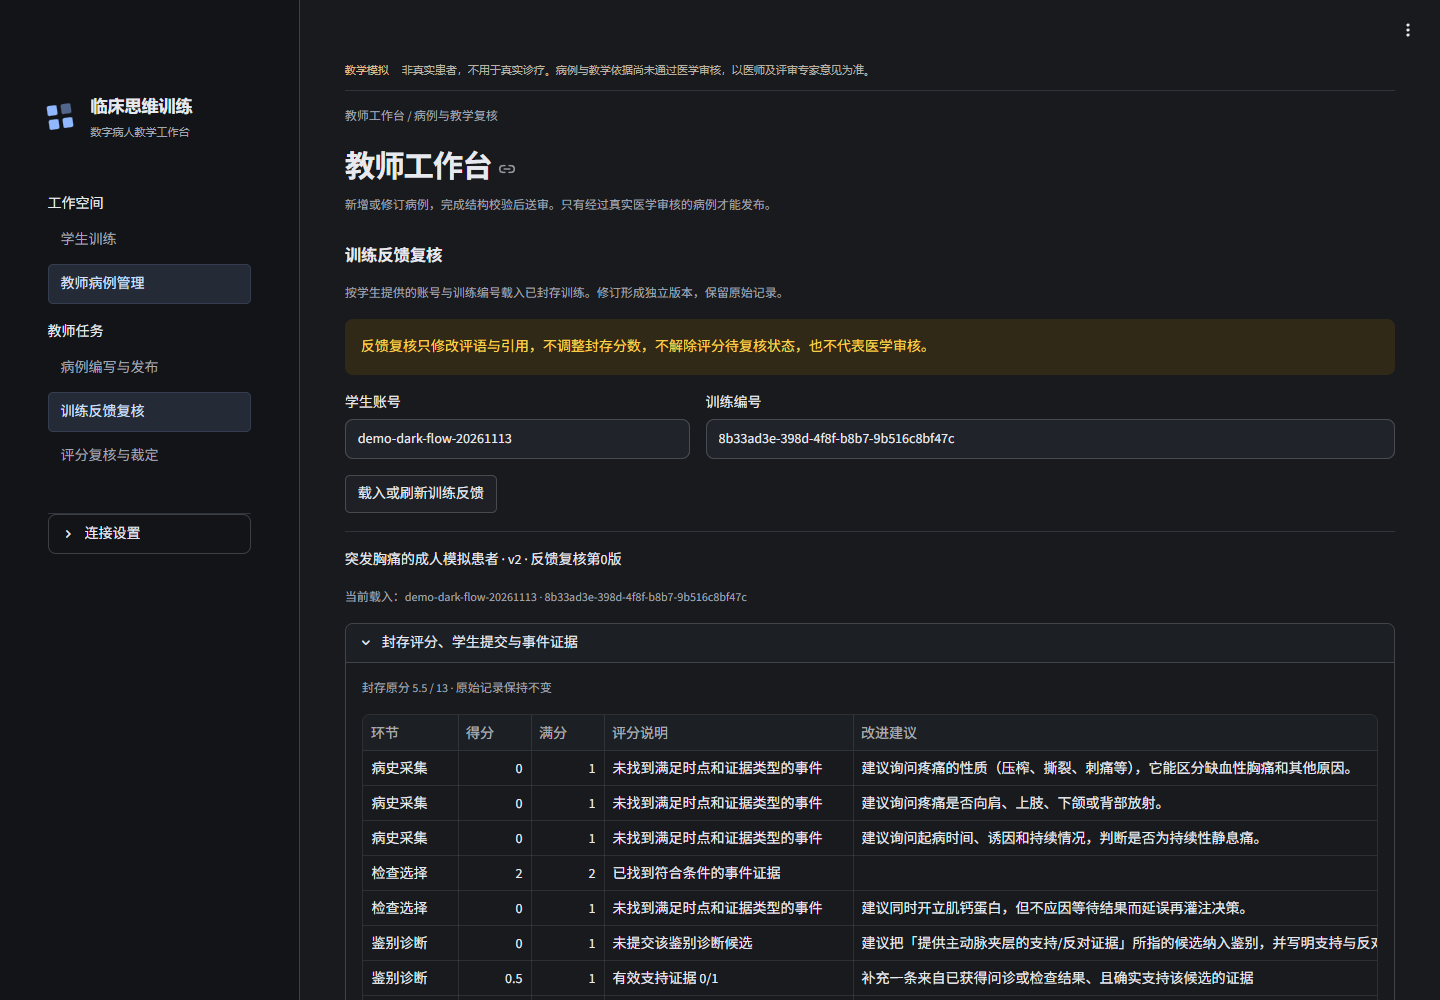 临床思维训练
数字病人教学工作台
工作空间
学生训练
教师病例管理
教师任务
病例编写与发布
训练反馈复核
评分复核与裁定
连接设置
教学模拟 非真实患者，不用于真实诊疗。病例与教学依据尚未通过医学审核，以医师及评审专家意见为准。
教师工作台 / 病例与教学复核
教师工作台
新增或修订病例，完成结构校验后送审。只有经过真实医学审核的病例才能发布。
训练反馈复核
按学生提供的账号与训练编号载入已封存训练。修订形成独立版本，保留原始记录。
反馈复核只修改评语与引用，不调整封存分数，不解除评分待复核状态，也不代表医学审核。
学生账号 训练编号
demo-dark-flow-20261113 8b33ad3e-398d-4f8f-b8b7-9b516c8bf47c
载入或刷新训练反馈
突发胸痛的成人模拟患者 · v2 · 反馈复核第0版
当前载入：demo-dark-flow-20261113 · 8b33ad3e-398d-4f8f-b8b7-9b516c8bf47c
封存评分、学生提交与事件证据
封存原分 5.5 / 13 · 原始记录保持不变
环节 得分 满分 评分说明 改进建议
病史采集 0 1 未找到满足时点和证据类型的事件 建议询问疼痛的性质（压榨、撕裂、刺痛等），它能区分缺血性胸痛和其他原因。
病史采集 0 1 未找到满足时点和证据类型的事件 建议询问疼痛是否向肩、上肢、下颌或背部放射。
病史采集 0 1 未找到满足时点和证据类型的事件 建议询问起病时间、诱因和持续情况，判断是否为持续性静息痛。
检查选择 2 2 已找到符合条件的事件证据
检查选择 0 1 未找到满足时点和证据类型的事件 建议同时开立肌钙蛋白，但不应因等待结果而延误再灌注决策。
鉴别诊断 0 1 未提交该鉴别诊断候选 建议把「提供主动脉夹层的支持/反对证据」所指的候选纳入鉴别，并写明支持与反对
鉴别诊断 0.5 1 有效支持证据 0/1 补充一条来自已获得问诊或检查结果、且确实支持该候选的证据